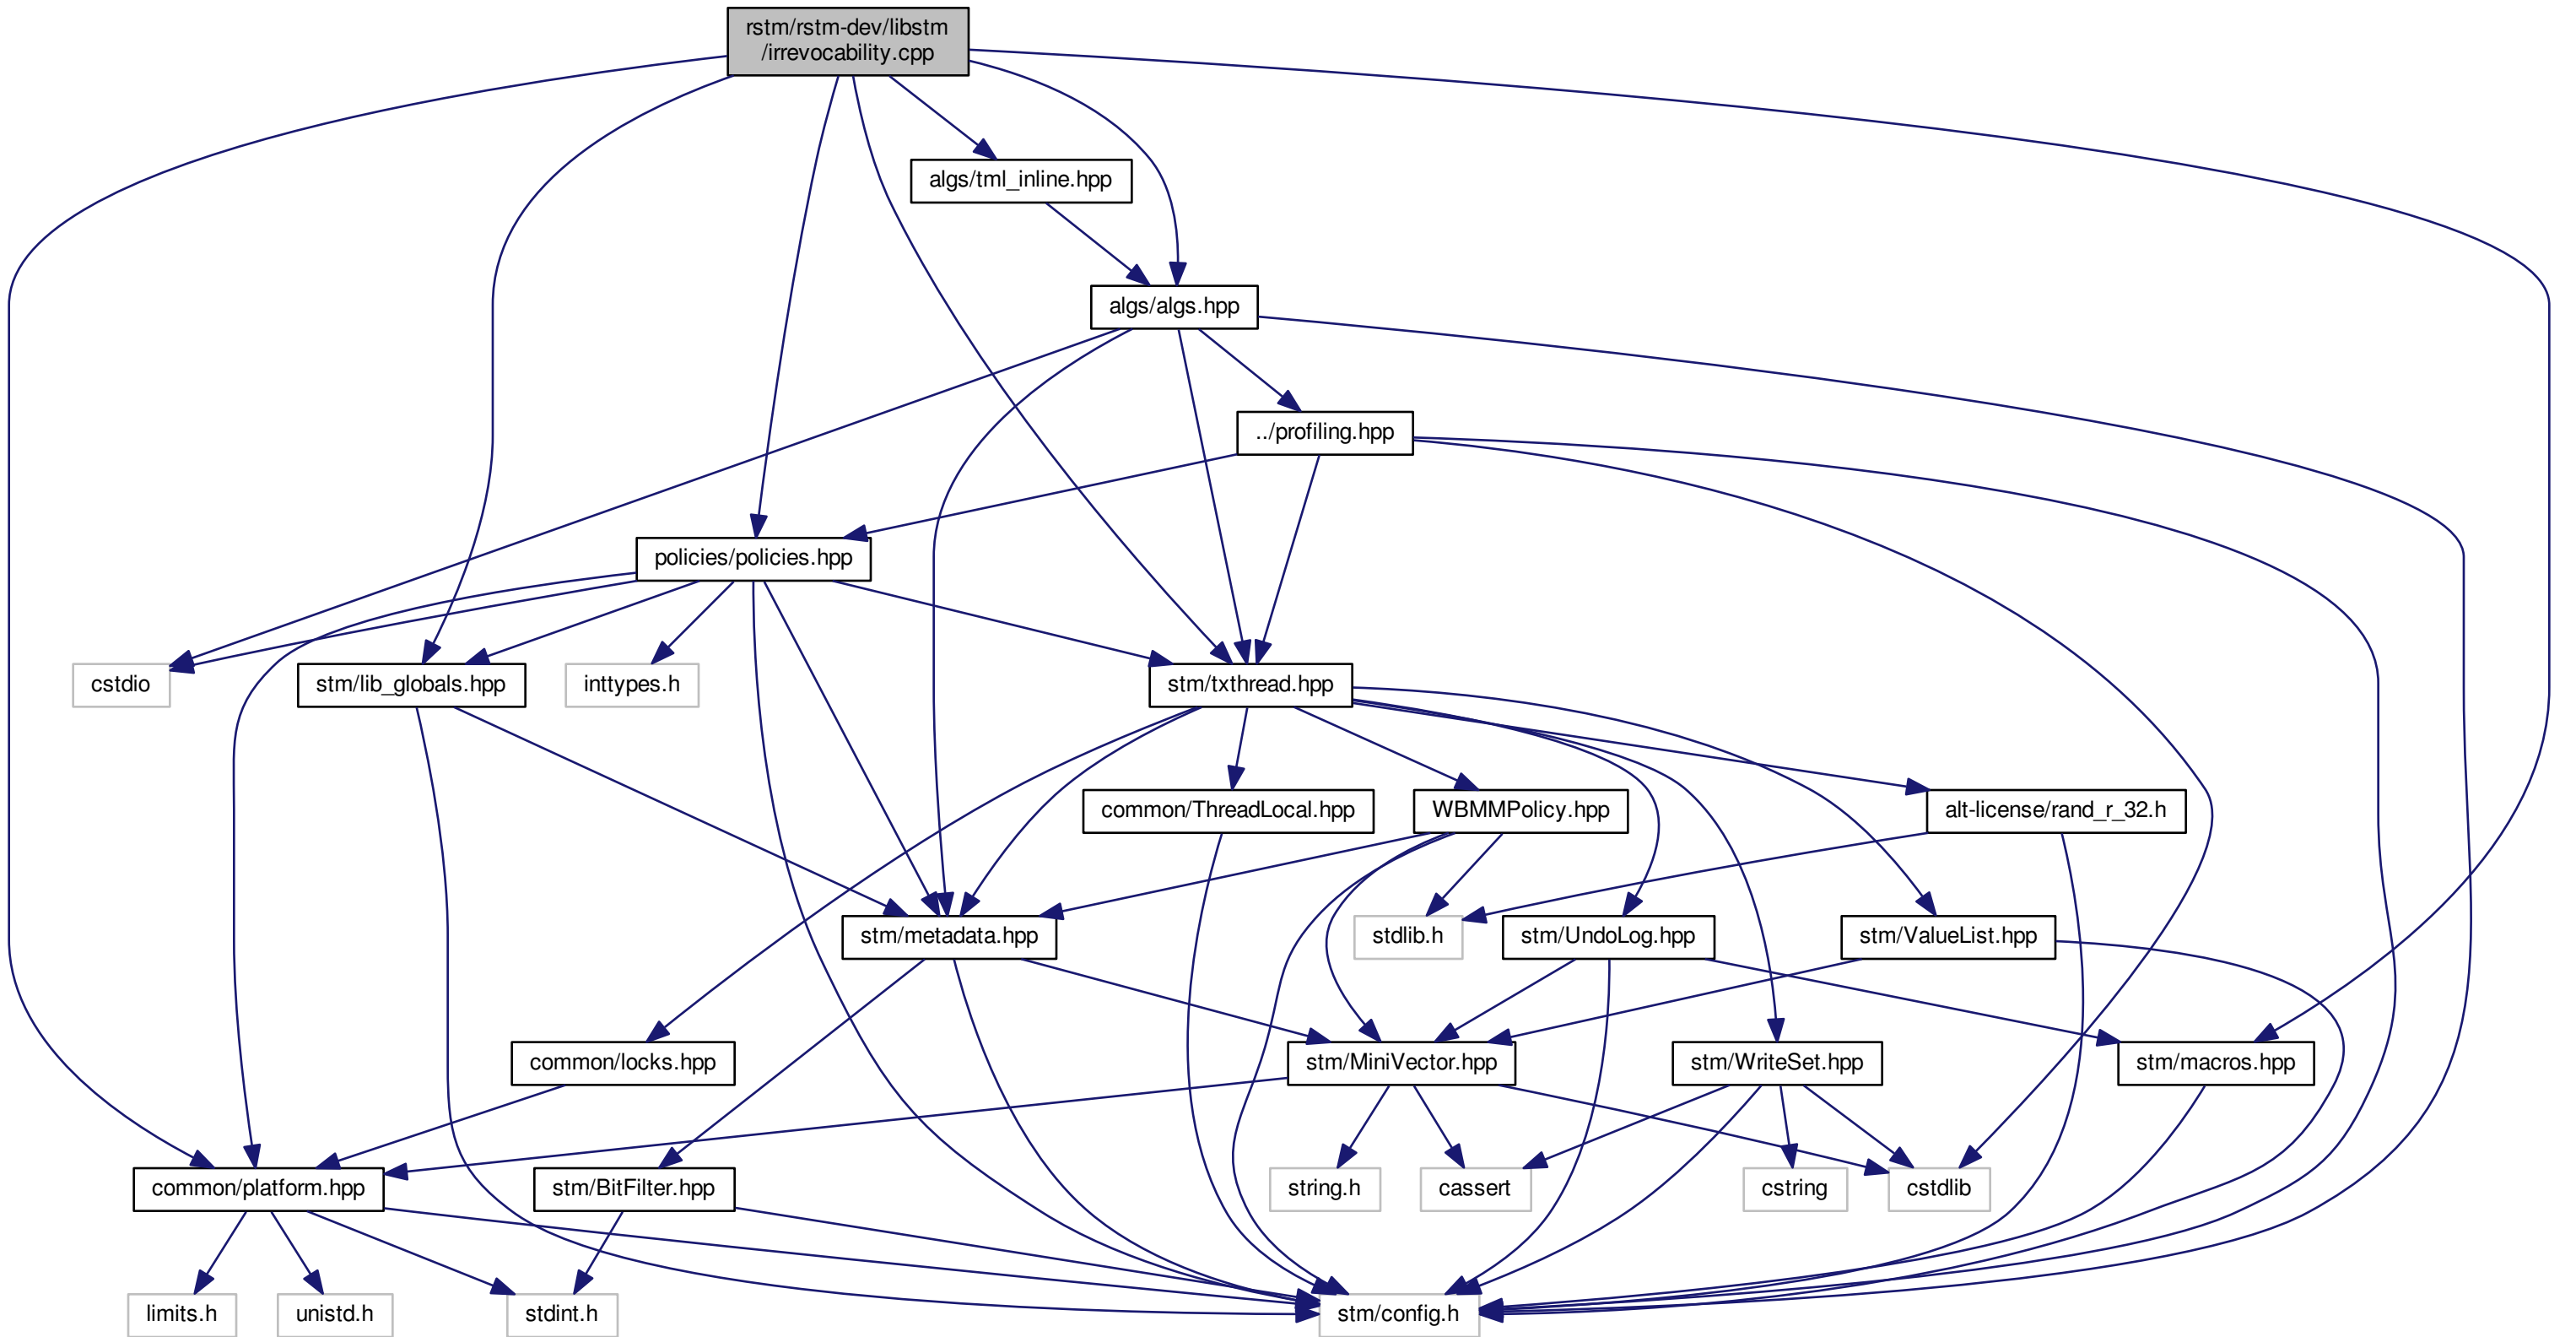 rstm/rstm-dev/libstm
/irrevocability.cpp
algs/tml_inline.hpp
algs/algs.hpp
../profiling.hpp
policies/policies.hpp
cstdio
stm/lib_globals.hpp
inttypes.h
stm/txthread.hpp
common/ThreadLocal.hpp
WBMMPolicy.hpp
alt-license/rand_r_32.h
stm/metadata.hpp
stdlib.h
stm/UndoLog.hpp
stm/ValueList.hpp
common/locks.hpp
stm/MiniVector.hpp
stm/WriteSet.hpp
stm/macros.hpp
common/platform.hpp
stm/BitFilter.hpp
string.h
cassert
cstring
cstdlib
limits.h
unistd.h
stdint.h
stm/config.h